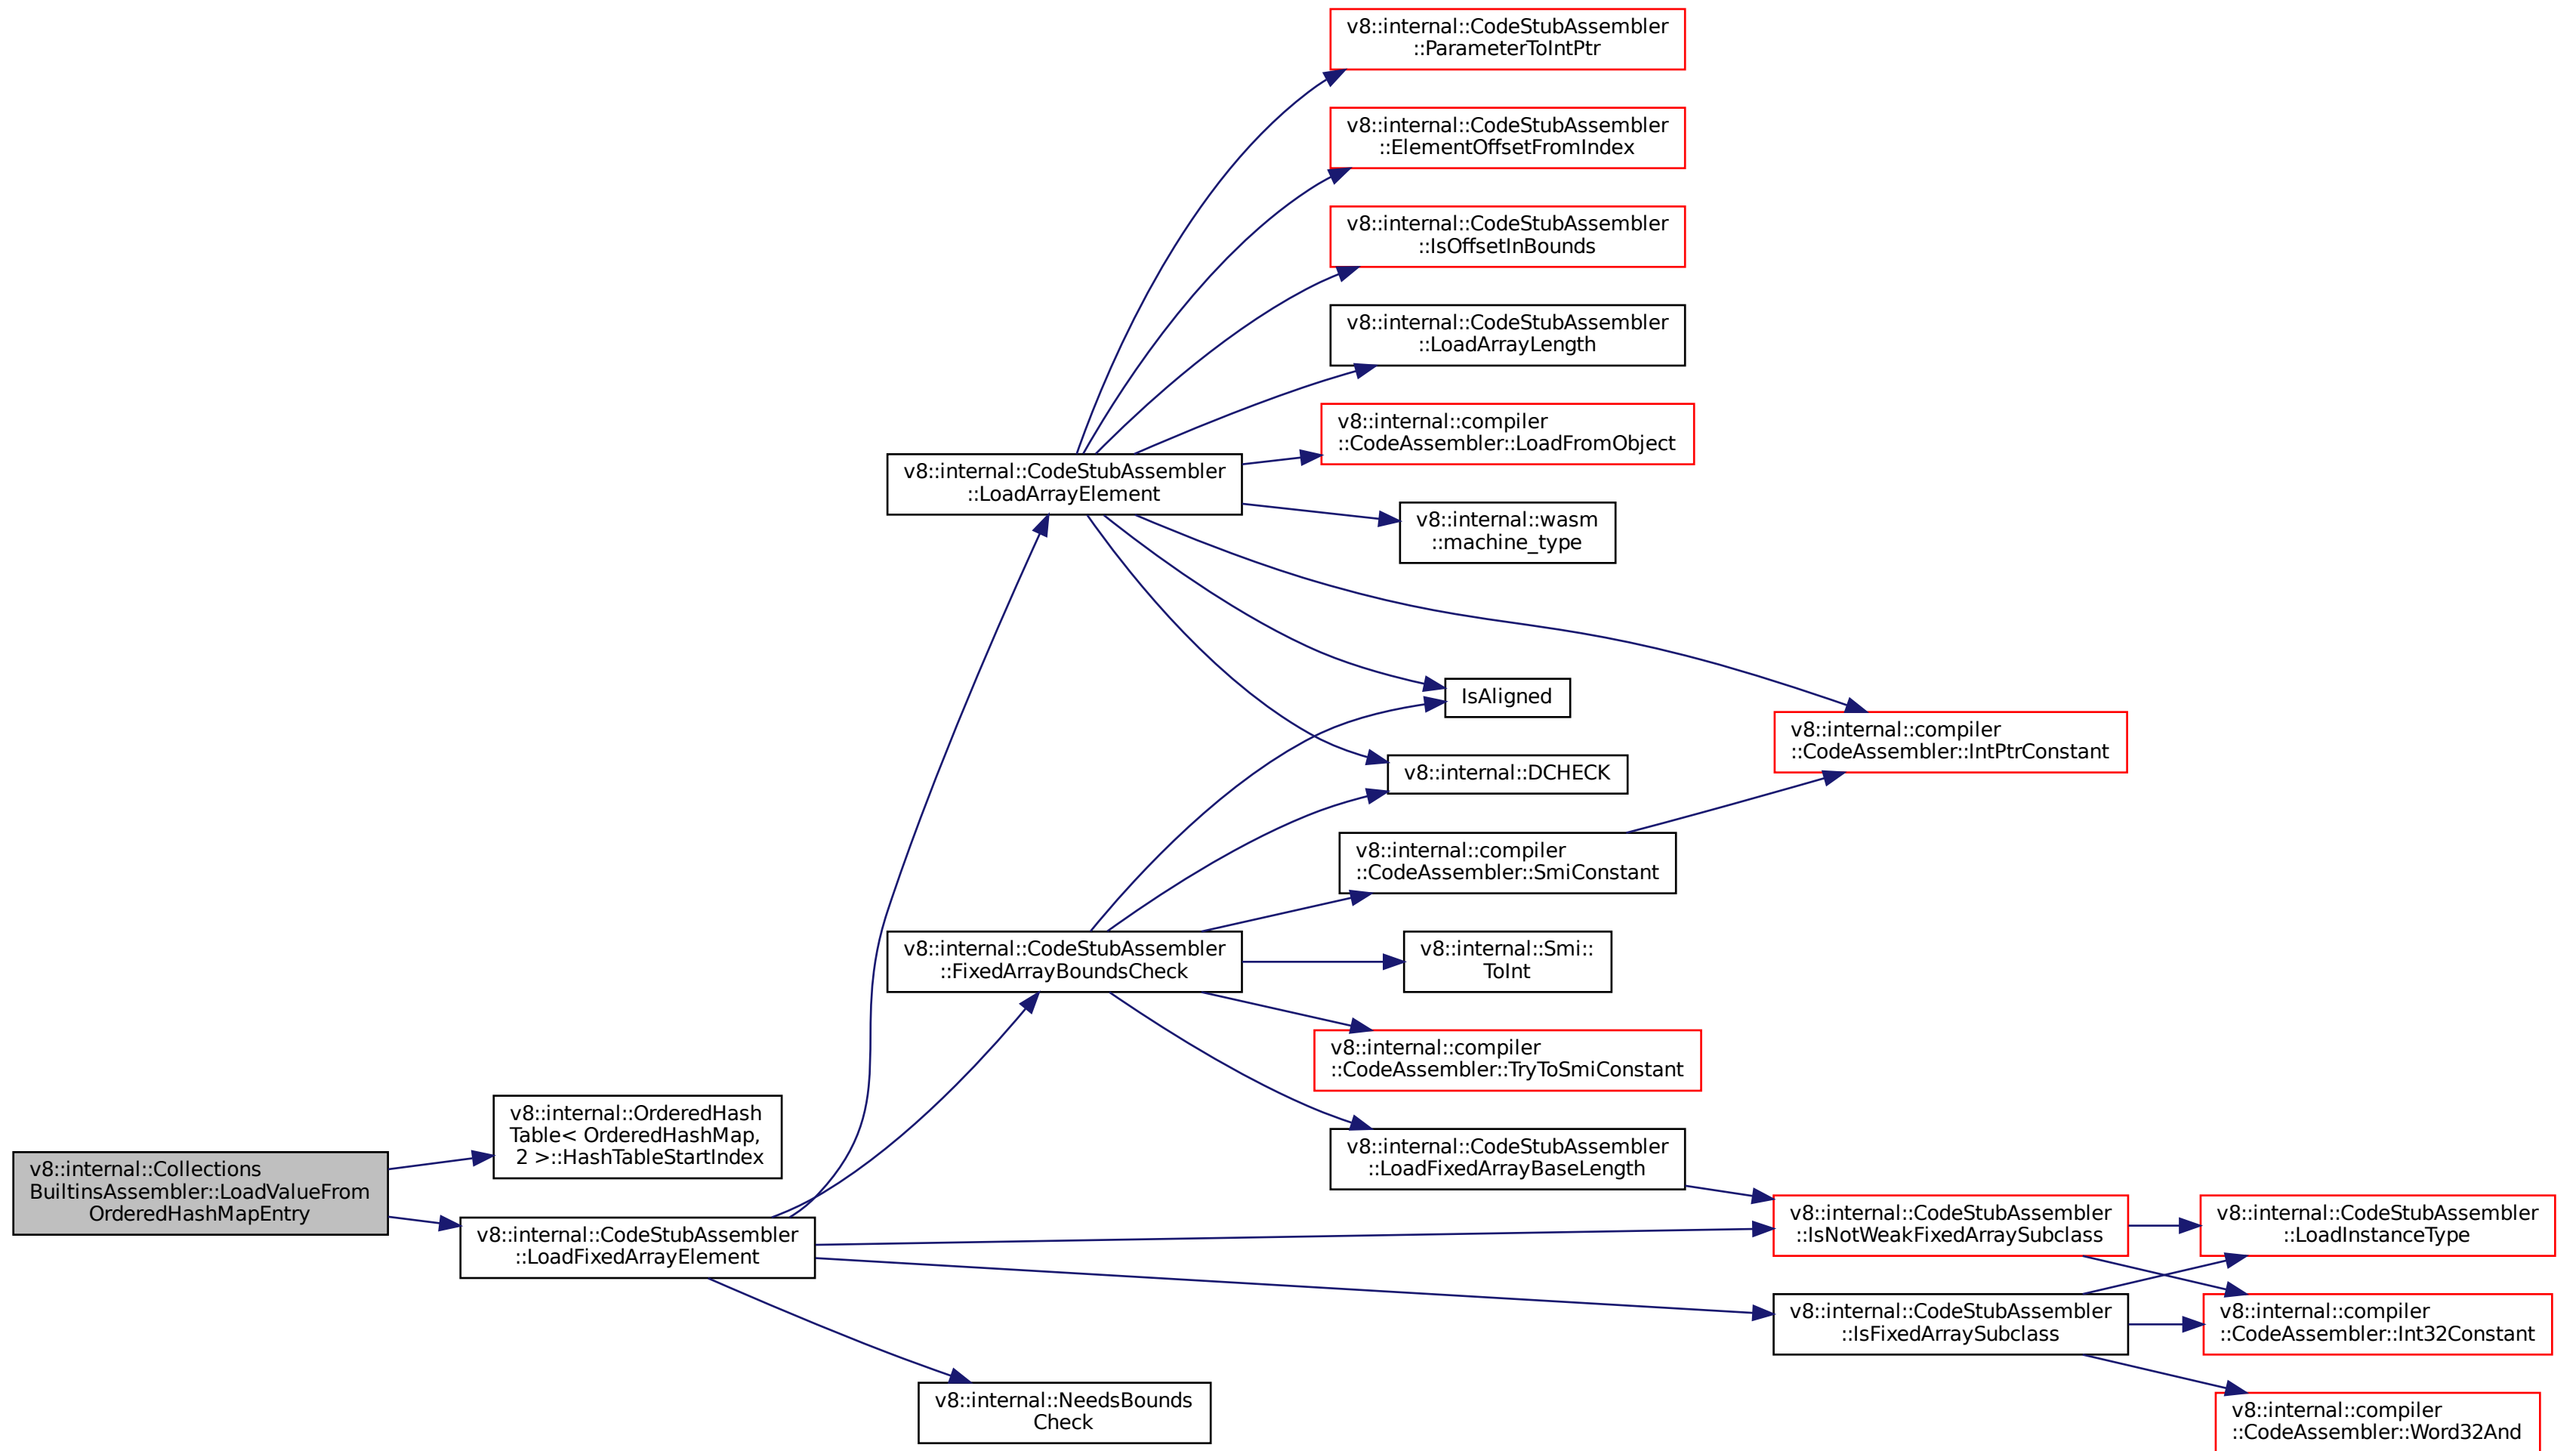 v8::internal::CodeStubAssembler
::ParameterToIntPtr
v8::internal::CodeStubAssembler
::ElementOffsetFromIndex
v8::internal::CodeStubAssembler
::IsOffsetInBounds
v8::internal::CodeStubAssembler
::LoadArrayLength
v8::internal::compiler
::CodeAssembler::LoadFromObject
v8::internal::CodeStubAssembler
::LoadArrayElement
v8::internal::wasm
::machine_type
IsAligned
v8::internal::compiler
::CodeAssembler::IntPtrConstant
v8::internal::DCHECK
v8::internal::compiler
::CodeAssembler::SmiConstant
v8::internal::CodeStubAssembler
::FixedArrayBoundsCheck
v8::internal::Smi::
ToInt
v8::internal::compiler
::CodeAssembler::TryToSmiConstant
v8::internal::OrderedHash
Table< OrderedHashMap,
2 >::HashTableStartIndex
v8::internal::CodeStubAssembler
::LoadFixedArrayBaseLength
v8::internal::Collections
BuiltinsAssembler::LoadValueFrom
OrderedHashMapEntry
v8::internal::CodeStubAssembler
::LoadFixedArrayElement
v8::internal::CodeStubAssembler
::IsNotWeakFixedArraySubclass
v8::internal::CodeStubAssembler
::LoadInstanceType
v8::internal::CodeStubAssembler
::IsFixedArraySubclass
v8::internal::compiler
::CodeAssembler::Int32Constant
v8::internal::NeedsBounds
Check
v8::internal::compiler
::CodeAssembler::Word32And